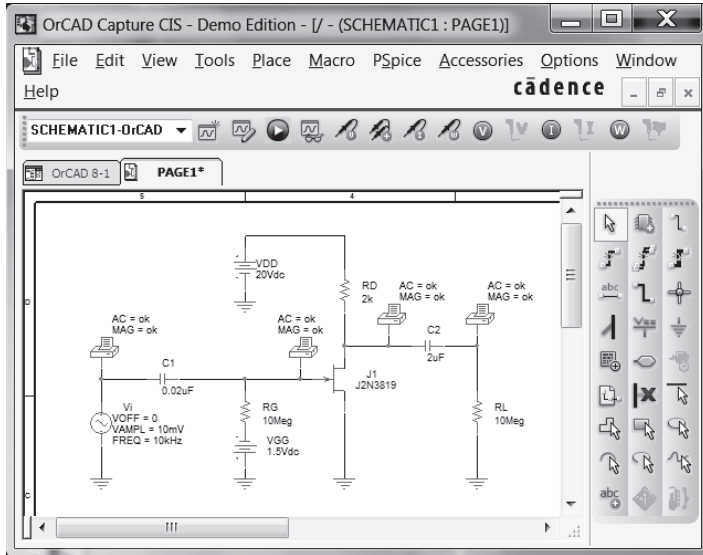 OrCAD Capture CIS - Demo Edition - [/ - (SCHEMATIC1 : PAGE1)]
File Edit View Tools Place Macro PSpice Accessories Options Window
Help
cādence
SCHEMATIC1-OrCAD
OrCAD 8-1
PAGE1*
5 4
VDD
20Vdc
RD
2k
AC = ok
MAG = ok
AC = ok
MAG = ok
AC = ok
MAG = ok
AC = ok
MAG = ok
C2
2uF
C1
0.02uF
J1
J2N3819
Vi
VOFF = 0
VAMPL = 10mV
FREQ = 10kHz
RG
10Meg
VGG
1.5Vdc
RL
10Meg
D
C
abc
abc